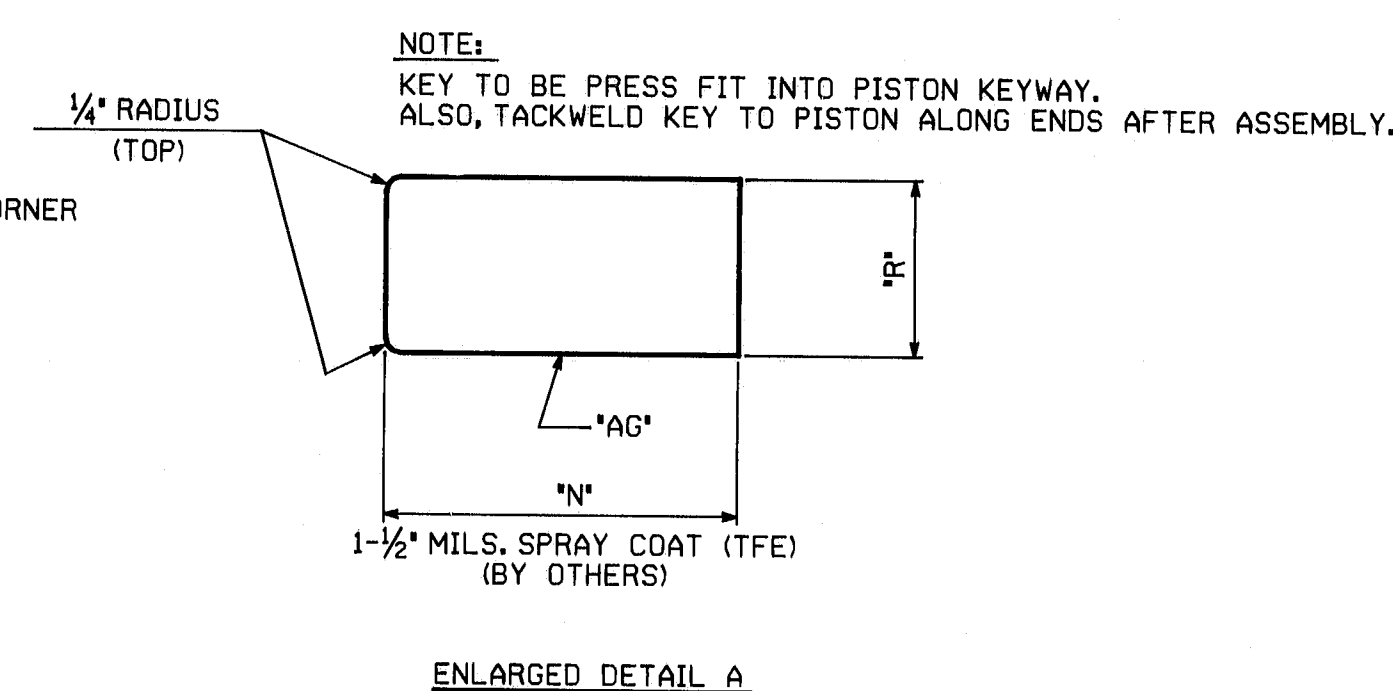 NOTE:
KEY TO BE PRESS FIT INTO PISTON KEYWAY.
ALSO, TACKWELD KEY TO PISTON ALONG ENDS AFTER ASSEMBLY.
1/4" RADIUS
(TOP)
ORNER
"R"
"AG"
"N"
1-1/2" MILS. SPRAY COAT (TFE)
(BY OTHERS)
ENLARGED DETAIL A